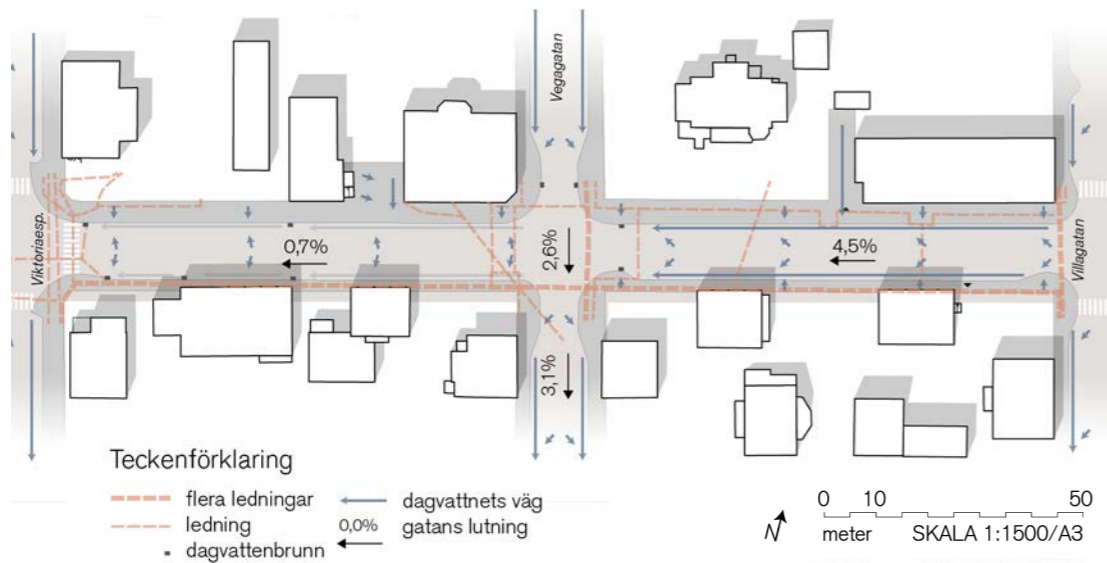 Vegagatan
Viktoriaesp.
0,7%
2,6%
4,5%
Villagatan
3,1%
Teckenförklaring
flera ledningar
ledning
dagvattenbrunn
dagvattnets väg
0,0% gatans lutning
N
0 10 50
meter SKALA 1:1500/A3